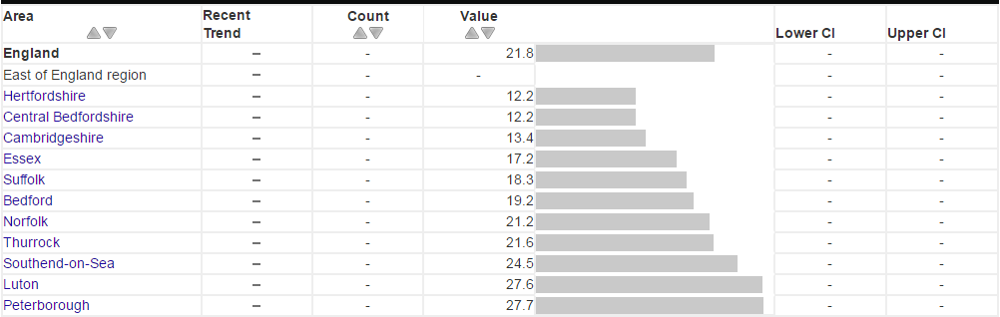 Area Recent Trend Count Value Lower CI Upper CI
England – - 21.8 - -
East of England region – - - - -
Hertfordshire – - 12.2 - -
Central Bedfordshire – - 12.2 - -
Cambridgeshire – - 13.4 - -
Essex – - 17.2 - -
Suffolk – - 18.3 - -
Bedford – - 19.2 - -
Norfolk – - 21.2 - -
Thurrock – - 21.6 - -
Southend-on-Sea – - 24.5 - -
Luton – - 27.6 - -
Peterborough – - 27.7 - -